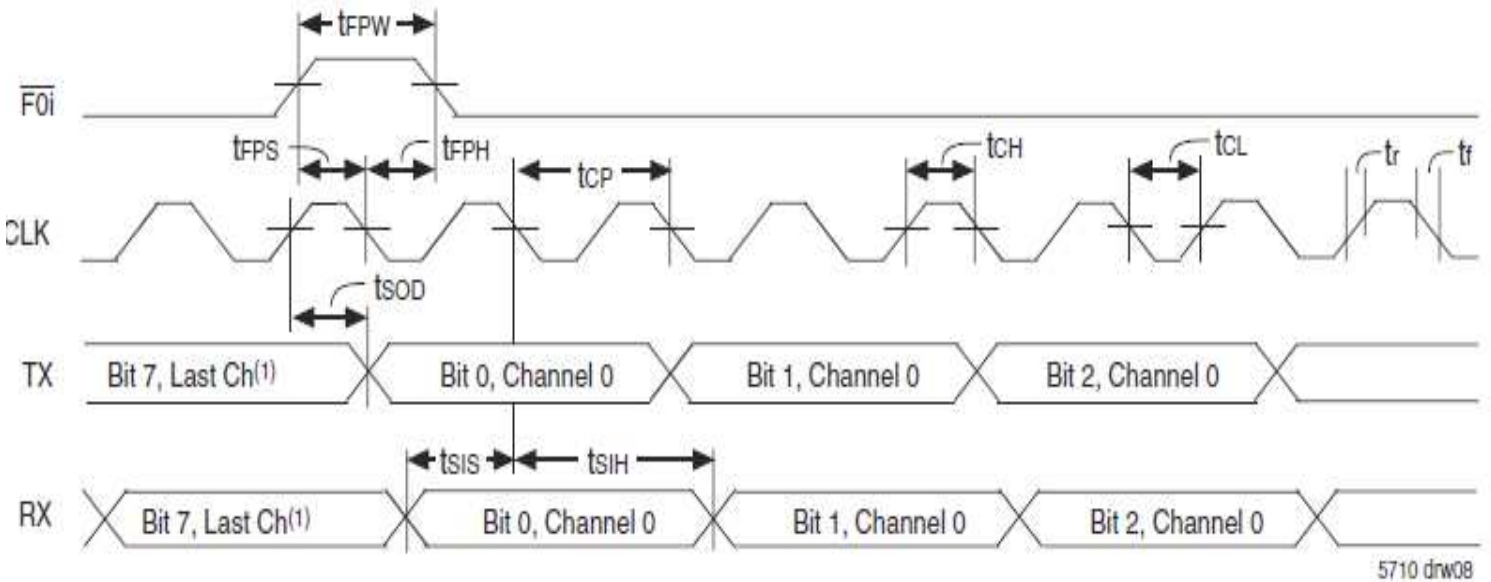 tFPW
F0i
tFPS
tFPH
tCP
tCH
tCL
tr
tf
CLK
tSOD
TX
Bit 7, Last Ch(1)
Bit 0, Channel 0
Bit 1, Channel 0
Bit 2, Channel 0
tSIS
tSIH
RX
Bit 7, Last Ch(1)
Bit 0, Channel 0
Bit 1, Channel 0
Bit 2, Channel 0
5710 drw08